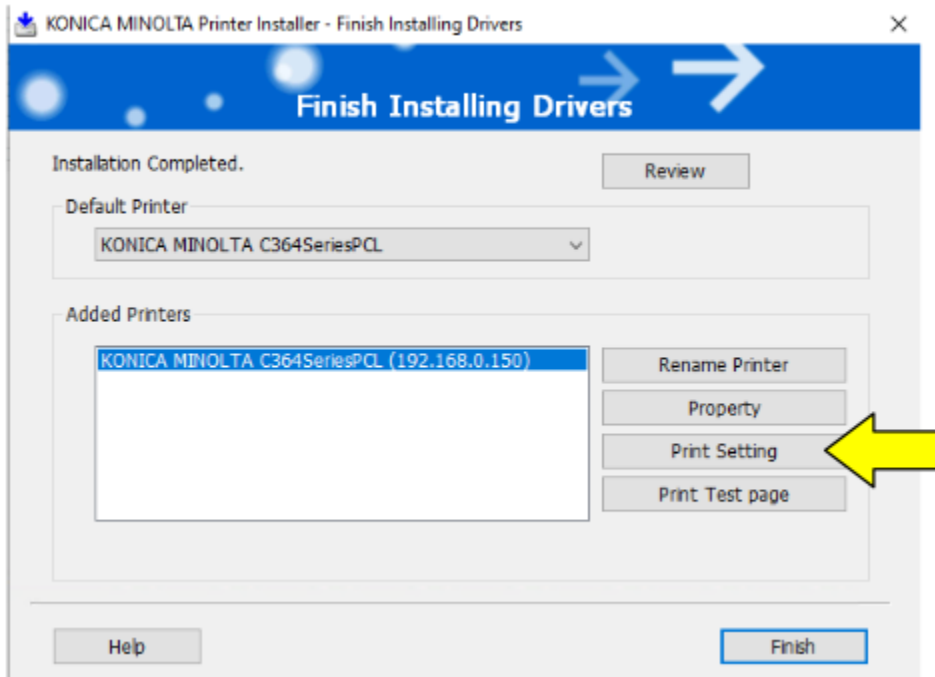 KONICA MINOLTA Printer Installer - Finish Installing Drivers
Finish Installing Drivers
Installation Completed.
Review
Default Printer
KONICA MINOLTA C364SeriesPCL
Added Printers
KONICA MINOLTA C364SeriesPCL (192.168.0.150)
Rename Printer
Property
Print Setting
Print Test page
Help
Finish